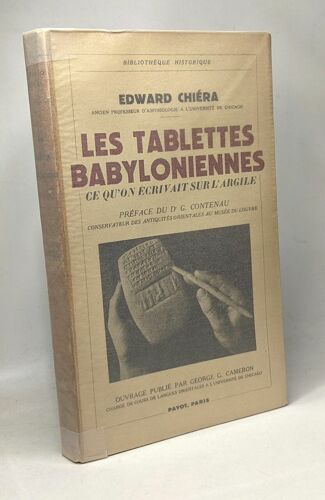 BIBLIOTHÈQUE HISTORIQUE
EDWARD CHIÉRA
ANCIEN PROFESSEUR D'ASSYRIOLOGIE A L'UNIVERSITÉ DE CHICAGO
LES TABLETTES
BABYLONIENNES
CE QU'ON ÉCRIVAIT SUR L'ARGILE
PRÉFACE DU Dr G. CONTENAU
CONSERVATEUR DES ANTIQUITÉS ORIENTALES AU MUSÉE DU LOUVRE
OUVRAGE PUBLIÉ PAR GEORGE G. CAMERON
CHARGÉ DE COURS DE LANGUES ORIENTALES A L'UNIVERSITÉ DE CHICAGO
PAYOT, PARIS